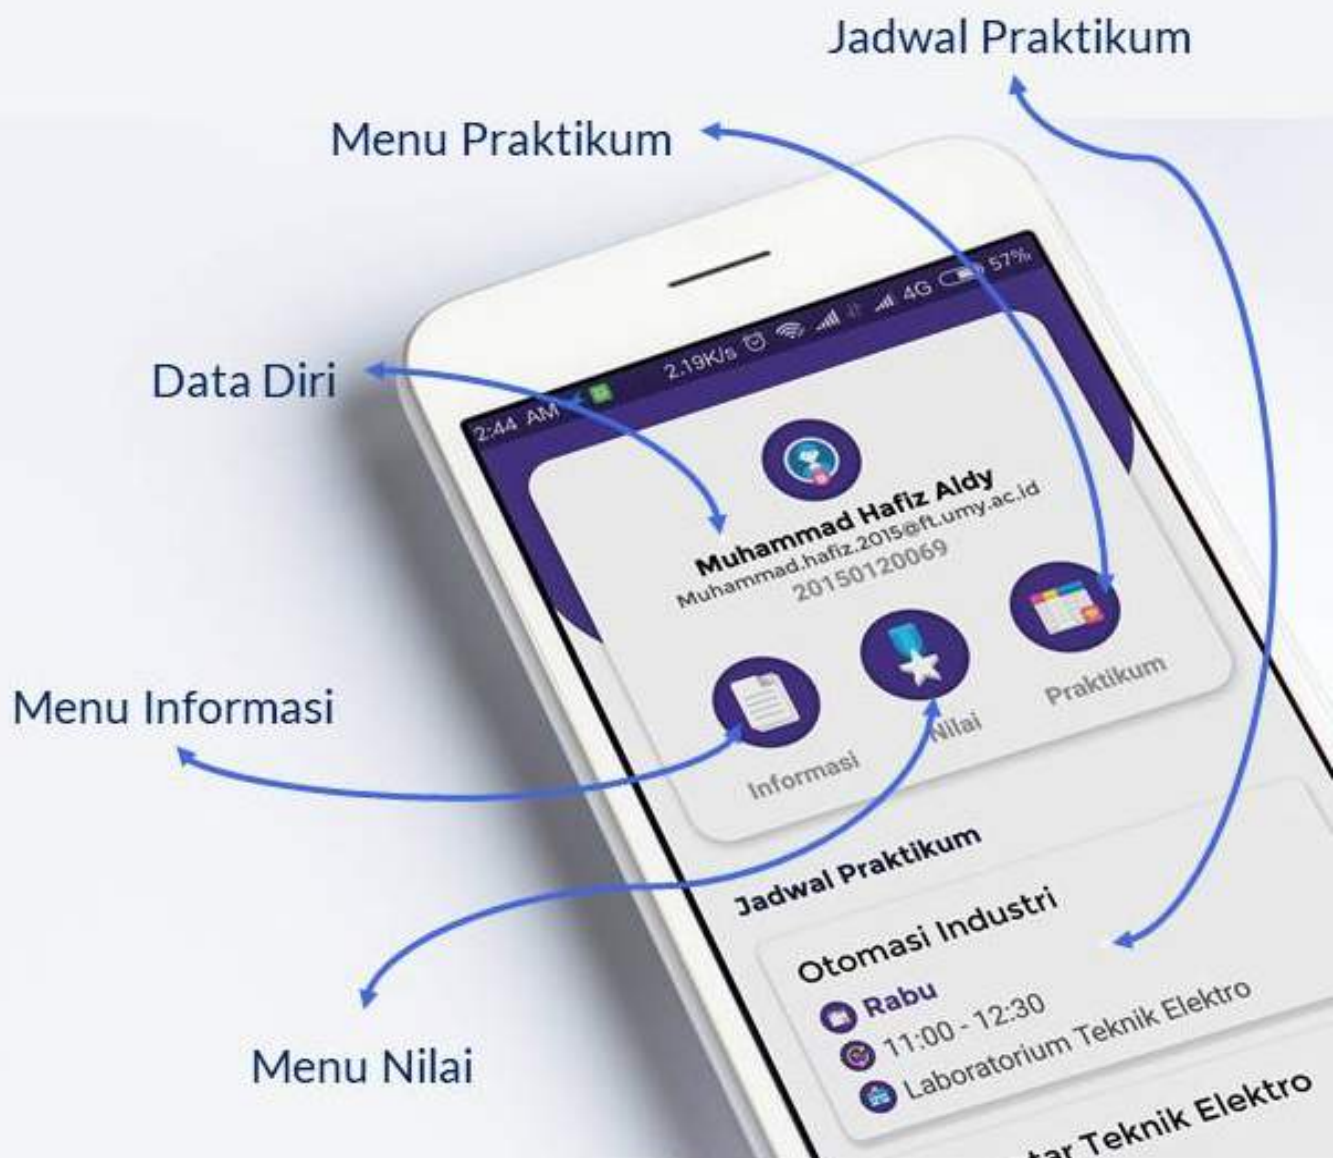 Jadwal Praktikum
Menu Praktikum
Data Diri
2:44 AM
2.19K/s
4G
57%
Muhammad Hafiz Aldy
Muhammad.hafiz.2015@ft.umy.ac.id
20150120069
Menu Informasi
Informasi
Nilai
Praktikum
Jadwal Praktikum
Otomasi Industri
Rabu
11:00 - 12:30
Laboratorium Teknik Elektro
Menu Nilai
Teknik Elektro